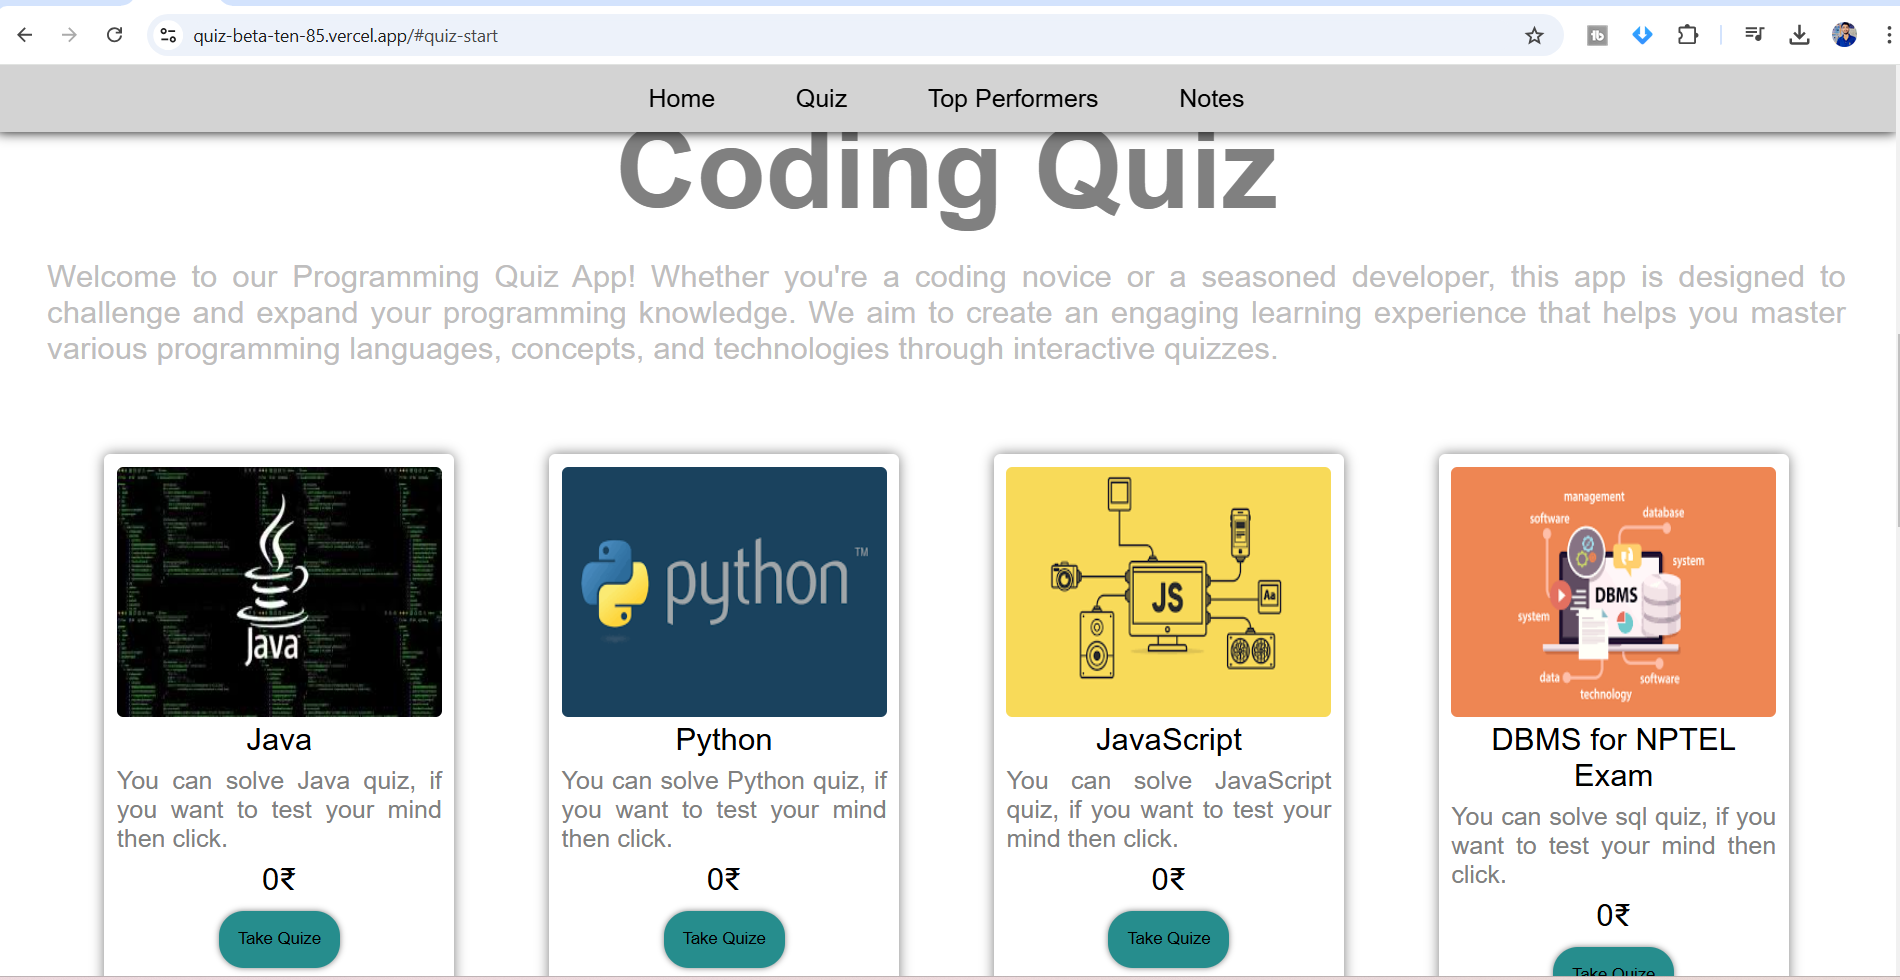 quiz-beta-ten-85.vercel.app/#quiz-start
Home Quiz Top Performers Notes
Coding Quiz
Welcome to our Programming Quiz App! Whether you're a coding novice or a seasoned developer, this app is designed to
challenge and expand your programming knowledge. We aim to create an engaging learning experience that helps you master
various programming languages, concepts, and technologies through interactive quizzes.
Java
Java
You can solve Java quiz, if
you want to test your mind
then click.
0₹
Take Quize
python TM
Python
You can solve Python quiz, if
you want to test your mind
then click.
0₹
Take Quize
JS
Aa
JavaScript
You can solve JavaScript
quiz, if you want to test your
mind then click.
0₹
Take Quize
management
software
database
system
DBMS
system
data
software
technology
DBMS for NPTEL
Exam
You can solve sql quiz, if you
want to test your mind then
click.
0₹
Take Quize